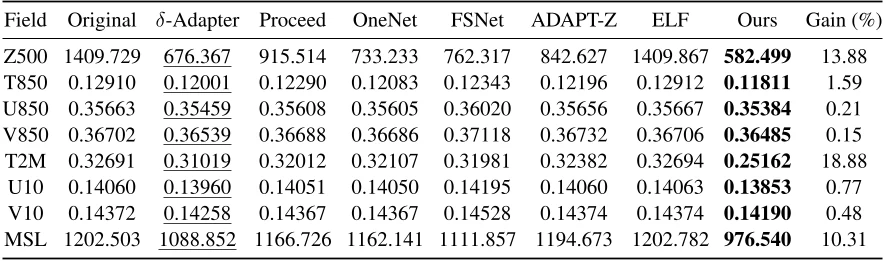 Field Original δ-Adapter Proceed OneNet FSNet ADAPT-Z ELF Ours Gain (%)
Z500 1409.729 676.367 915.514 733.233 762.317 842.627 1409.867 582.499 13.88
T850 0.12910 0.12001 0.12290 0.12083 0.12343 0.12196 0.12912 0.11811 1.59
U850 0.35663 0.35459 0.35608 0.35605 0.36020 0.35656 0.35667 0.35384 0.21
V850 0.36702 0.36539 0.36688 0.36686 0.37118 0.36732 0.36706 0.36485 0.15
T2M 0.32691 0.31019 0.32012 0.32107 0.31981 0.32382 0.32694 0.25162 18.88
U10 0.14060 0.13960 0.14051 0.14050 0.14195 0.14060 0.14063 0.13853 0.77
V10 0.14372 0.14258 0.14367 0.14367 0.14528 0.14374 0.14374 0.14190 0.48
MSL 1202.503 1088.852 1166.726 1162.141 1111.857 1194.673 1202.782 976.540 10.31